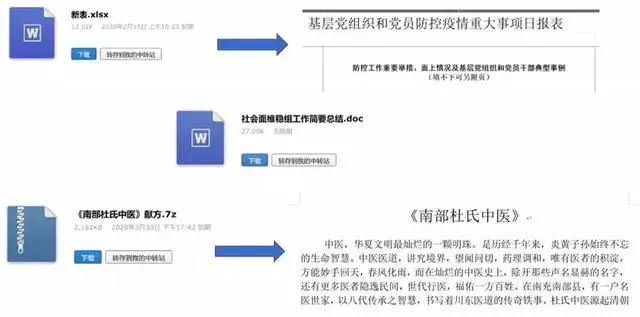 新表.xlsx
12.01K 2020年2月15日 上午10:23 到期
下载 转存到我的中转站
基层党组织和党员防控疫情重大事项日报表
防控工作重要举措、面上情况及基层党组织和党员干部典型事例
(填不下可另附页)
社会面维稳组工作简要总结.doc
27.00K 无限期
下载 转存到我的中转站
《南部杜氏中医》献方.7z
2,181KB 2020年3月30日 下午17:42 到期
下载 转存到我的中转站
《南部杜氏中医》
中医，华夏文明最灿烂的一颗明珠。是历经千年来，炎黄子孙始终不忘
的生命智慧。中医医道，讲究境界，望闻问切，药理调和，唯有医者的积淀，
方能妙手回天，春风化雨，而在灿烂的中医史上，除开那些声名显赫的名字，
还有更多医者隐逸民间，世代行医，福佑一方百姓。在南充南部县，有一户名
医世家，以八代传承之智慧，书写着川东医道的传奇轶事。杜氏中医源起清朝